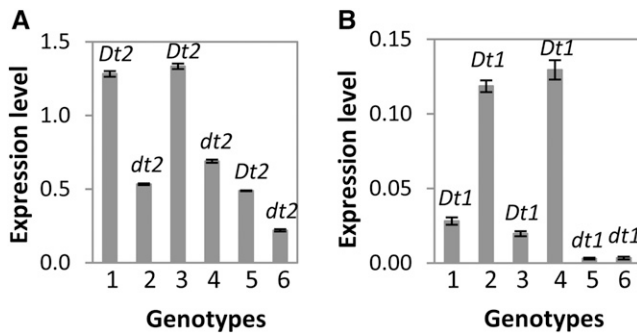 A
Expression level
1.5
1.0
0.5
0.0
Dt2
dt2
Dt2
dt2
Dt2
dt2
1 2 3 4 5 6
Genotypes
B
Expression level
0.15
0.10
0.05
0.00
Dt1
Dt1
Dt1
Dt1
dt1
dt1
1 2 3 4 5 6
Genotypes